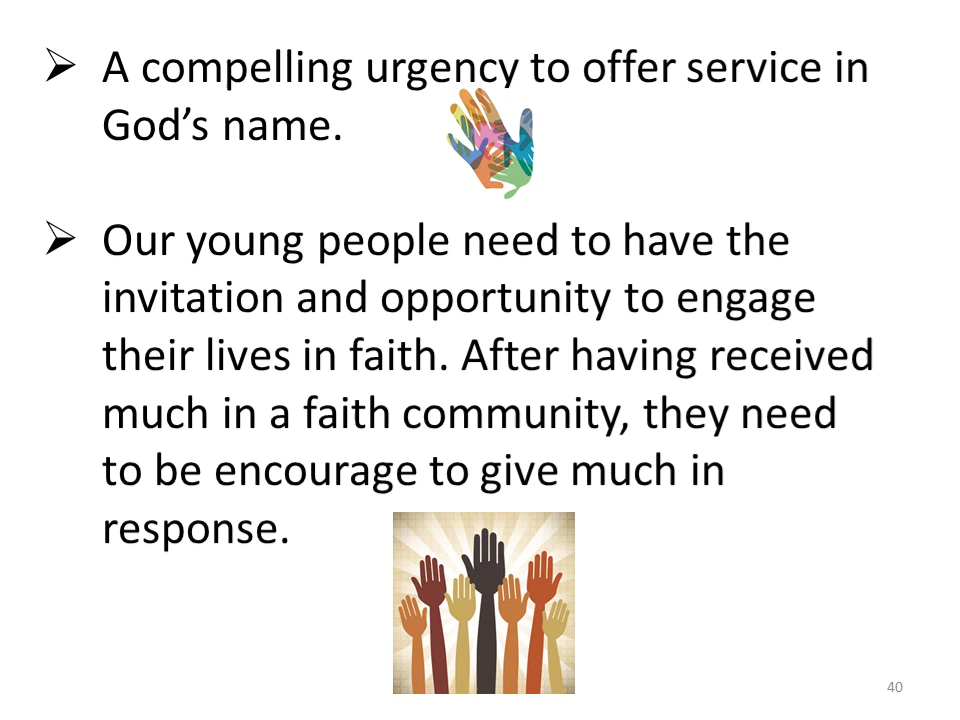 ➢ A compelling urgency to offer service in
God’s name.
➢ Our young people need to have the
invitation and opportunity to engage
their lives in faith. After having received
much in a faith community, they need
to be encourage to give much in
response.
40